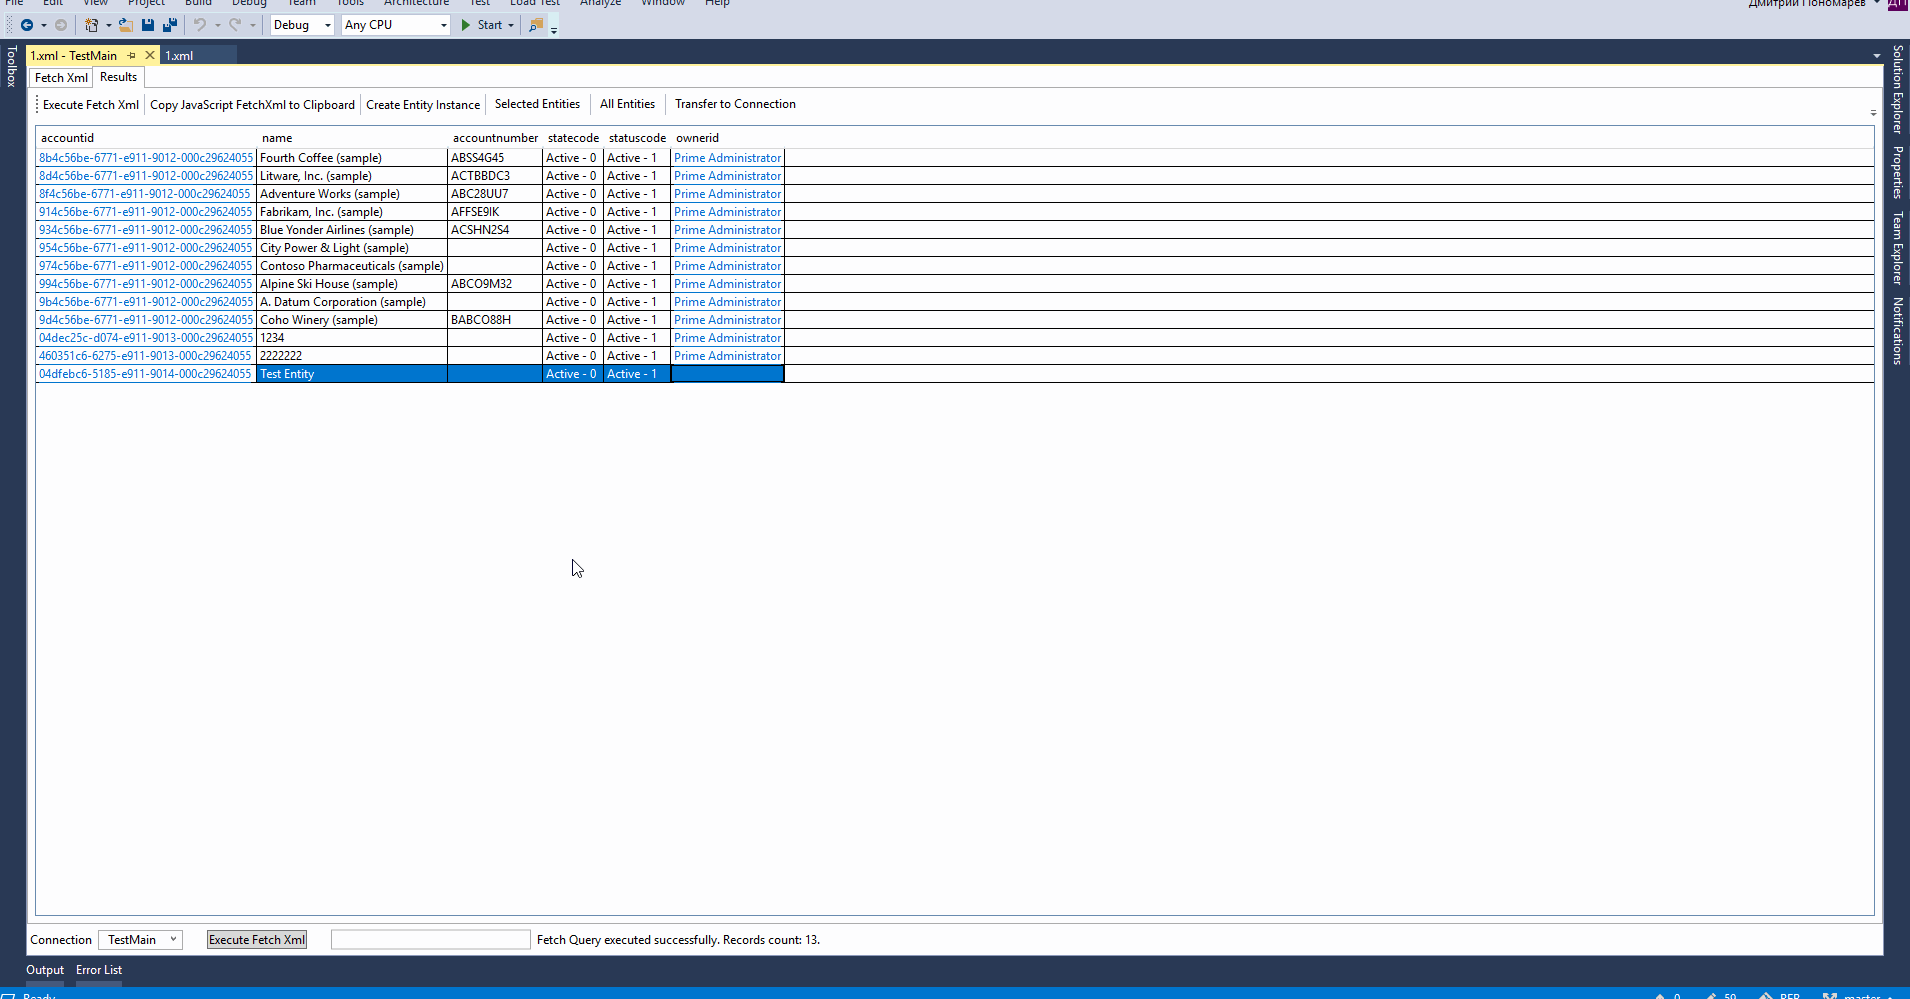 File Edit View Project Build Debug Team Tools Architecture Test Load Test Analyze Window Help Дмитрий Пономарев ДП
Debug Any CPU Start
Toolbox
1.xml - TestMain 1.xml
Fetch Xml Results
Execute Fetch Xml Copy JavaScript FetchXml to Clipboard Create Entity Instance Selected Entities All Entities Transfer to Connection
accountid name accountnumber statecode statuscode ownerid
8b4c56be-6771-e911-9012-000c29624055 Fourth Coffee (sample) ABSS4G45 Active - 0 Active - 1 Prime Administrator
8d4c56be-6771-e911-9012-000c29624055 Litware, Inc. (sample) ACTBBDC3 Active - 0 Active - 1 Prime Administrator
8f4c56be-6771-e911-9012-000c29624055 Adventure Works (sample) ABC28UU7 Active - 0 Active - 1 Prime Administrator
914c56be-6771-e911-9012-000c29624055 Fabrikam, Inc. (sample) AFFSE9IK Active - 0 Active - 1 Prime Administrator
934c56be-6771-e911-9012-000c29624055 Blue Yonder Airlines (sample) ACSHN2S4 Active - 0 Active - 1 Prime Administrator
954c56be-6771-e911-9012-000c29624055 City Power & Light (sample) Active - 0 Active - 1 Prime Administrator
974c56be-6771-e911-9012-000c29624055 Contoso Pharmaceuticals (sample) Active - 0 Active - 1 Prime Administrator
994c56be-6771-e911-9012-000c29624055 Alpine Ski House (sample) ABCO9M32 Active - 0 Active - 1 Prime Administrator
9b4c56be-6771-e911-9012-000c29624055 A. Datum Corporation (sample) Active - 0 Active - 1 Prime Administrator
9d4c56be-6771-e911-9012-000c29624055 Coho Winery (sample) BABCO88H Active - 0 Active - 1 Prime Administrator
04dec25c-d074-e911-9013-000c29624055 1234 Active - 0 Active - 1 Prime Administrator
460351c6-6275-e911-9013-000c29624055 2222222 Active - 0 Active - 1 Prime Administrator
04dfebc6-5185-e911-9014-000c29624055 Test Entity Active - 0 Active - 1
Solution Explorer
Properties
Team Explorer
Notifications
Connection TestMain Execute Fetch Xml Fetch Query executed successfully. Records count: 13.
Output Error List
Ready 0 59 master